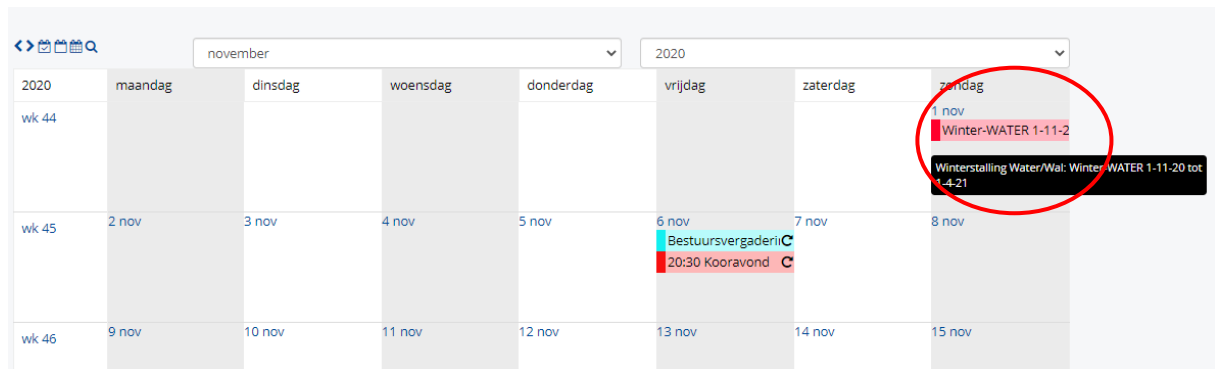 november 2020
2020 maandag dinsdag woensdag donderdag vrijdag zaterdag zondag
wk 44 1 nov
Winter-WATER 1-11-2
Winterstalling Water/Wal: Winter-WATER 1-11-20 tot
1-4-21
wk 45 2 nov 3 nov 4 nov 5 nov 6 nov 7 nov 8 nov
Bestuursvergaderin
20:30 Kooravond
wk 46 9 nov 10 nov 11 nov 12 nov 13 nov 14 nov 15 nov